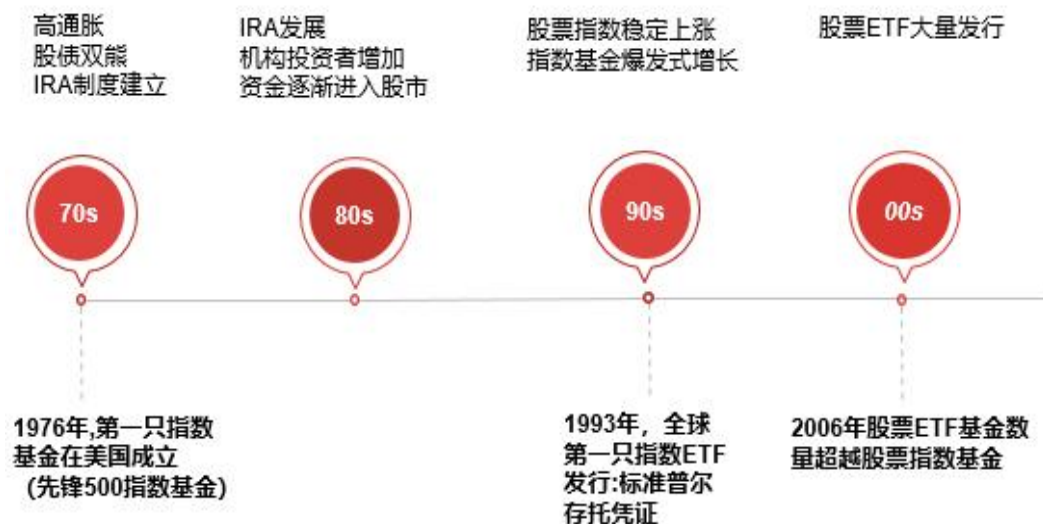 高通胀
股债双熊
IRA制度建立
IRA发展
机构投资者增加
资金逐渐进入股市
股票指数稳定上涨
指数基金爆发式增长
股票ETF大量发行
70s
80s
90s
00s
1976年,第一只指数
基金在美国成立
(先锋500指数基金)
1993年，全球
第一只指数ETF
发行:标准普尔
存托凭证
2006年股票ETF基金数
量超越股票指数基金